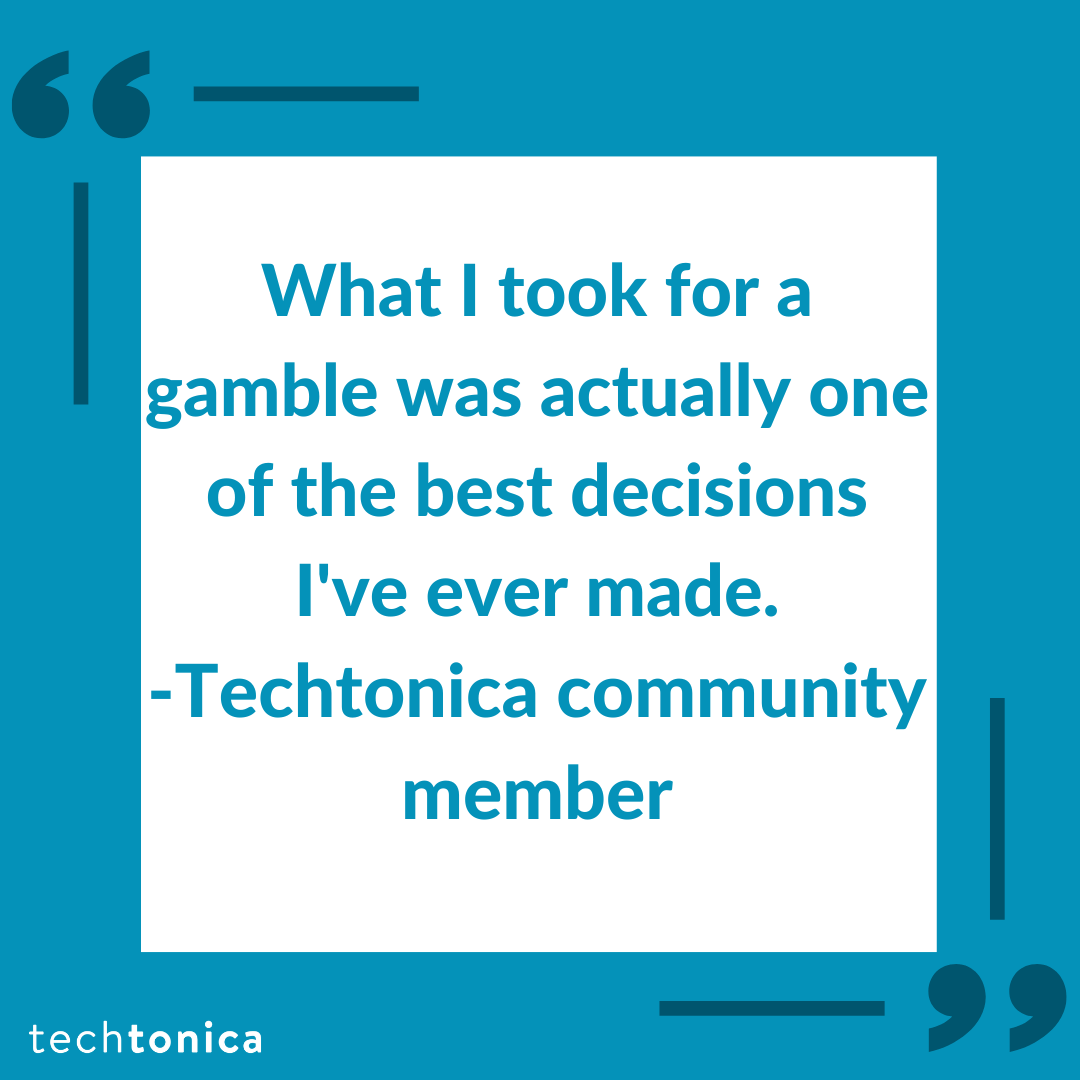 What I took for a
gamble was actually one
of the best decisions
I've ever made.
-Techtonica community
member
techtonica